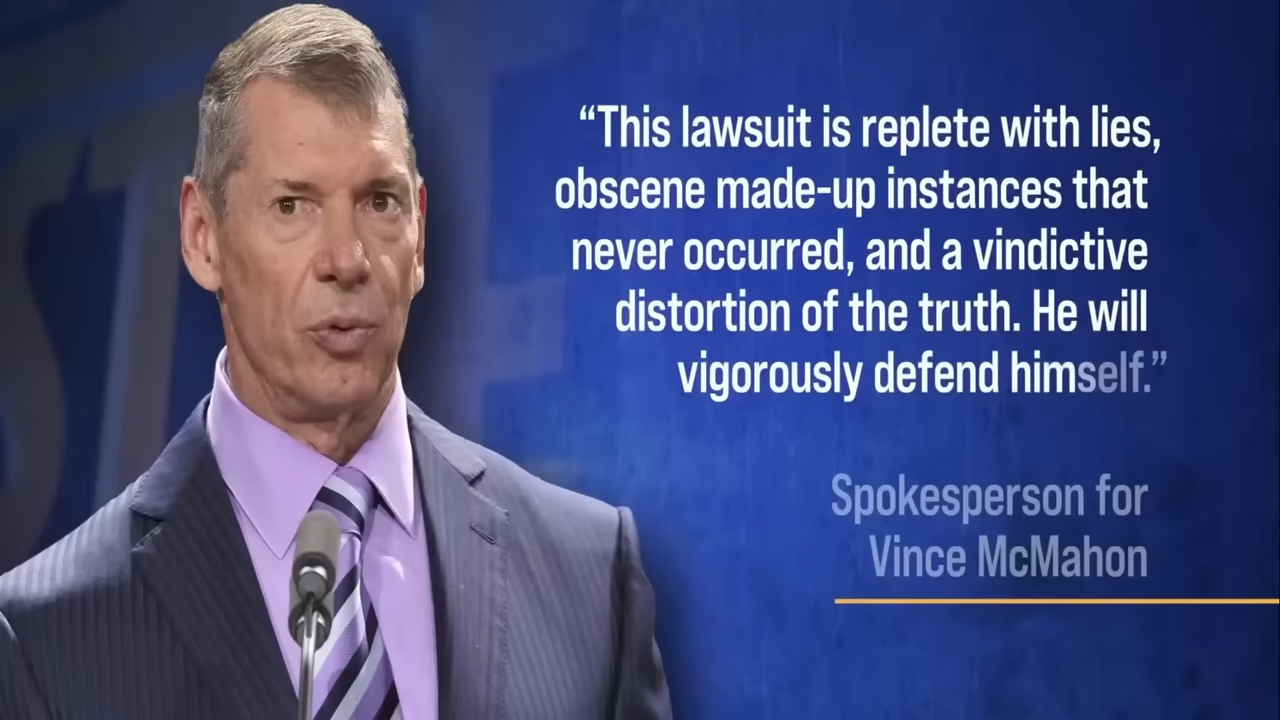 “This lawsuit is replete with lies,
obscene made-up instances that
never occurred, and a vindictive
distortion of the truth. He will
vigorously defend himself.”
Spokesperson for
Vince McMahon